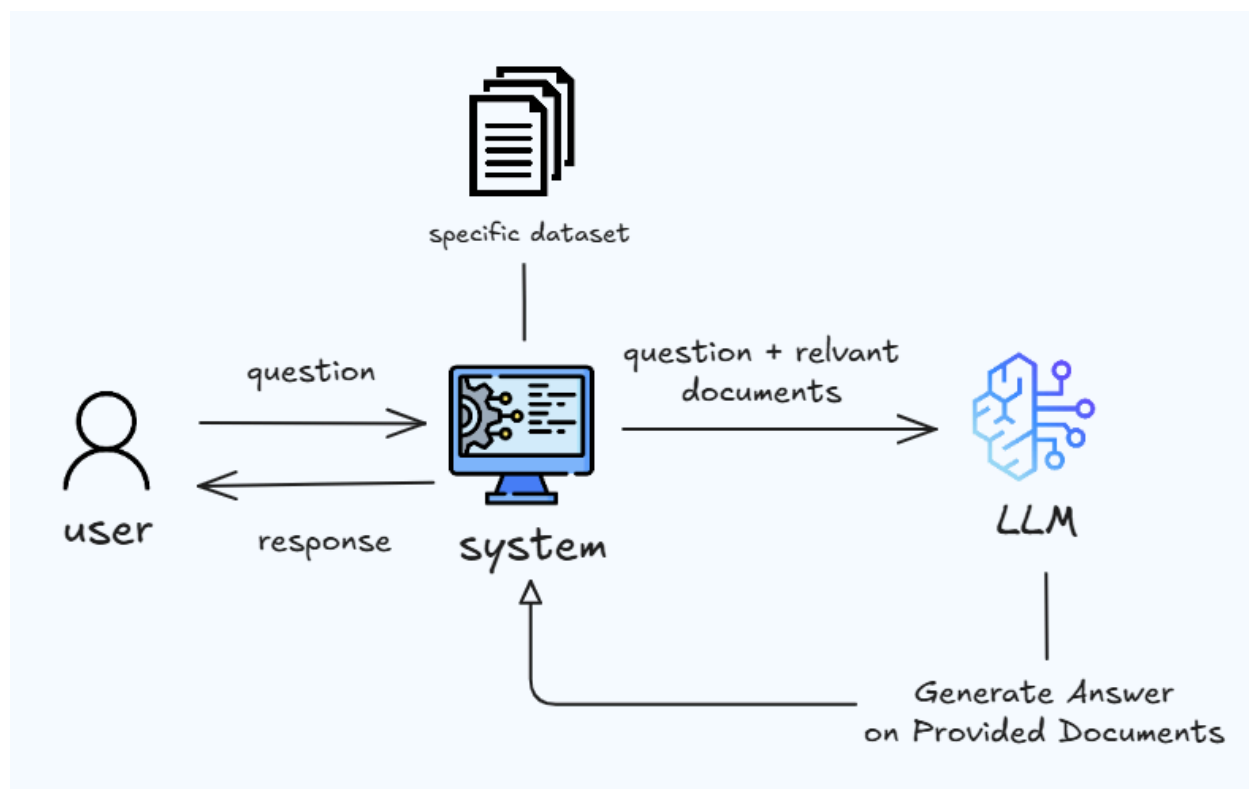 specific dataset
question
question + relvant
documents
user
response
system
LLM
Generate Answer
on Provided Documents